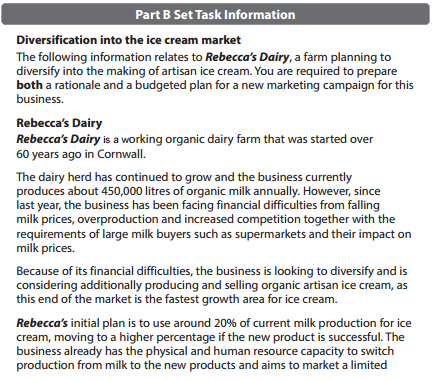 Part B Set Task Information
Diversification into the ice cream market
The following information relates to Rebecca's Dairy, a farm planning to
diversify into the making of artisan ice cream. You are required to prepare
both a rationale and a budgeted plan for a new marketing campaign for this
business.
Rebecca's Dairy
Rebecca's Dairy is a working organic dairy farm that was started over
60 years ago in Cornwall.
The dairy herd has continued to grow and the business currently
produces about 450,000 litres of organic milk annually. However, since
last year, the business has been facing financial difficulties from falling
milk prices, overproduction and increased competition together with the
requirements of large milk buyers such as supermarkets and their impact on
milk prices.
Because of its financial difficulties, the business is looking to diversify and is
considering additionally producing and selling organic artisan ice cream, as
this end of the market is the fastest growth area for ice cream.
Rebecca's initial plan is to use around 20% of current milk production for ice
cream, moving to a higher percentage if the new product is successful. The
business already has the physical and human resource capacity to switch
production from milk to the new products and aims to market a limited